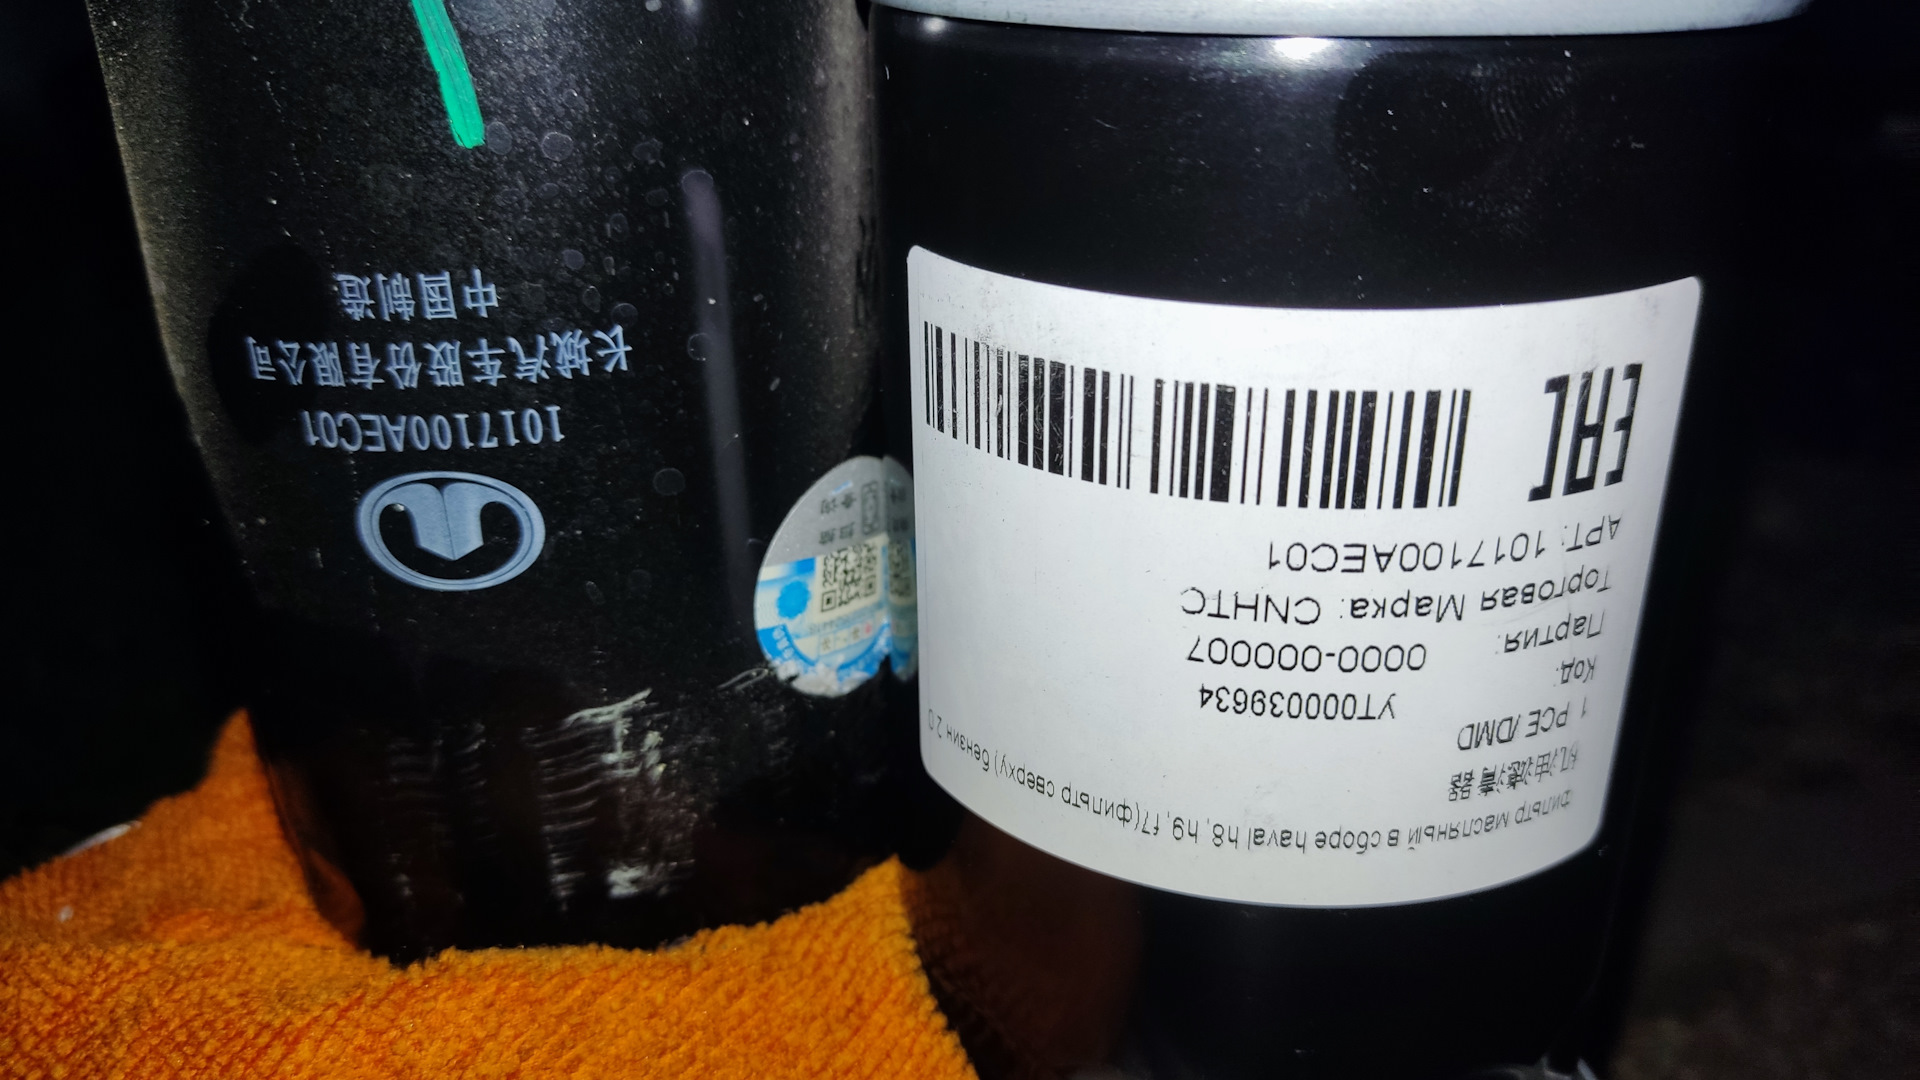 1017100AEC01
长城汽车股份有限公司
中国制造
фильтр масляный в сборе haval h8, h9, f7(фильтр сверху) бензин 2.0
机油滤清器
1 PCE /DMD
Код: УТ000039634
Партия: 0000-000007
Торговая Марка: CNHTC
АРТ: 1017100AEC01
EAC